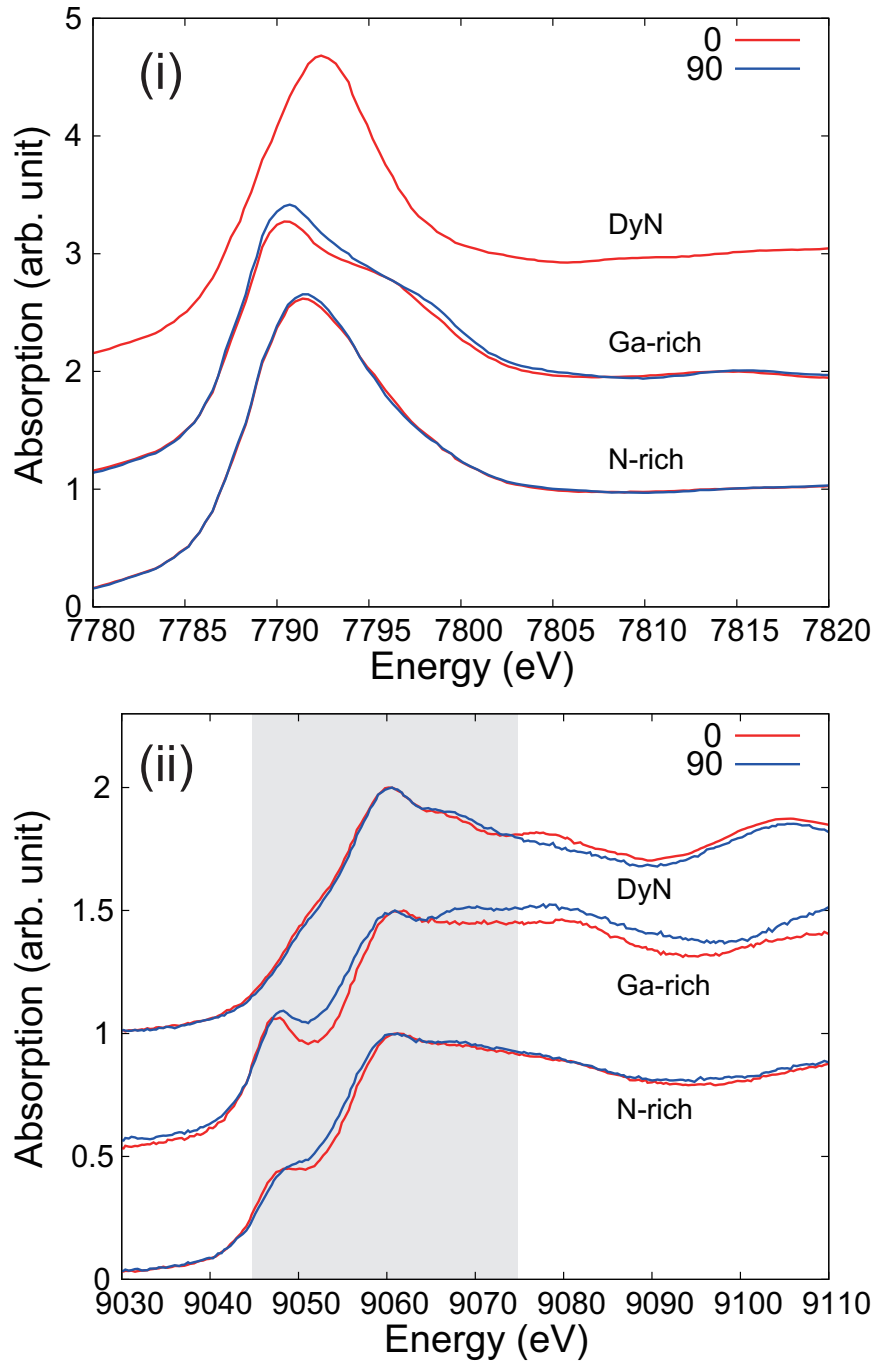 (i)
0
90
5
4
3
2
1
0
Absorption (arb. unit)
DyN
Ga-rich
N-rich
7780 7785 7790 7795 7800 7805 7810 7815 7820
Energy (eV)
(ii)
0
90
2
1.5
1
0.5
0
Absorption (arb. unit)
DyN
Ga-rich
N-rich
9030 9040 9050 9060 9070 9080 9090 9100 9110
Energy (eV)